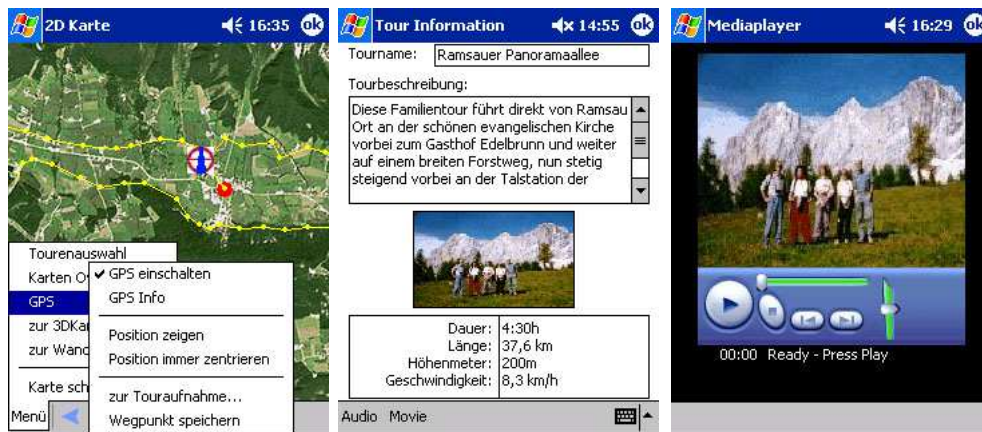 2D Karte 16:35 ok
Tourenauswahl
Karten
GPS
zur
zur
Karte
Menü
GPS einschalten
GPS Info
Position zeigen
Position immer zentrieren
zur Touraufnahme...
Wegpunkt speichern
Tour Information 14:55 ok
Tourname: Ramsauer Panoramaallee
Tourbeschreibung:
Diese Familientour führt direkt von Ramsau
Ort an der schönen evangelischen Kirche
vorbei zum Gasthof Edelbrunn und weiter
auf einem breiten Forstweg, nun stetig
steigend vorbei an der Talstation der
Dauer: 4:30h
Länge: 37,6 km
Höhenmeter: 200m
Geschwindigkeit: 8,3 km/h
Audio Movie
Mediaplayer 16:29 ok
00:00 Ready - Press Play